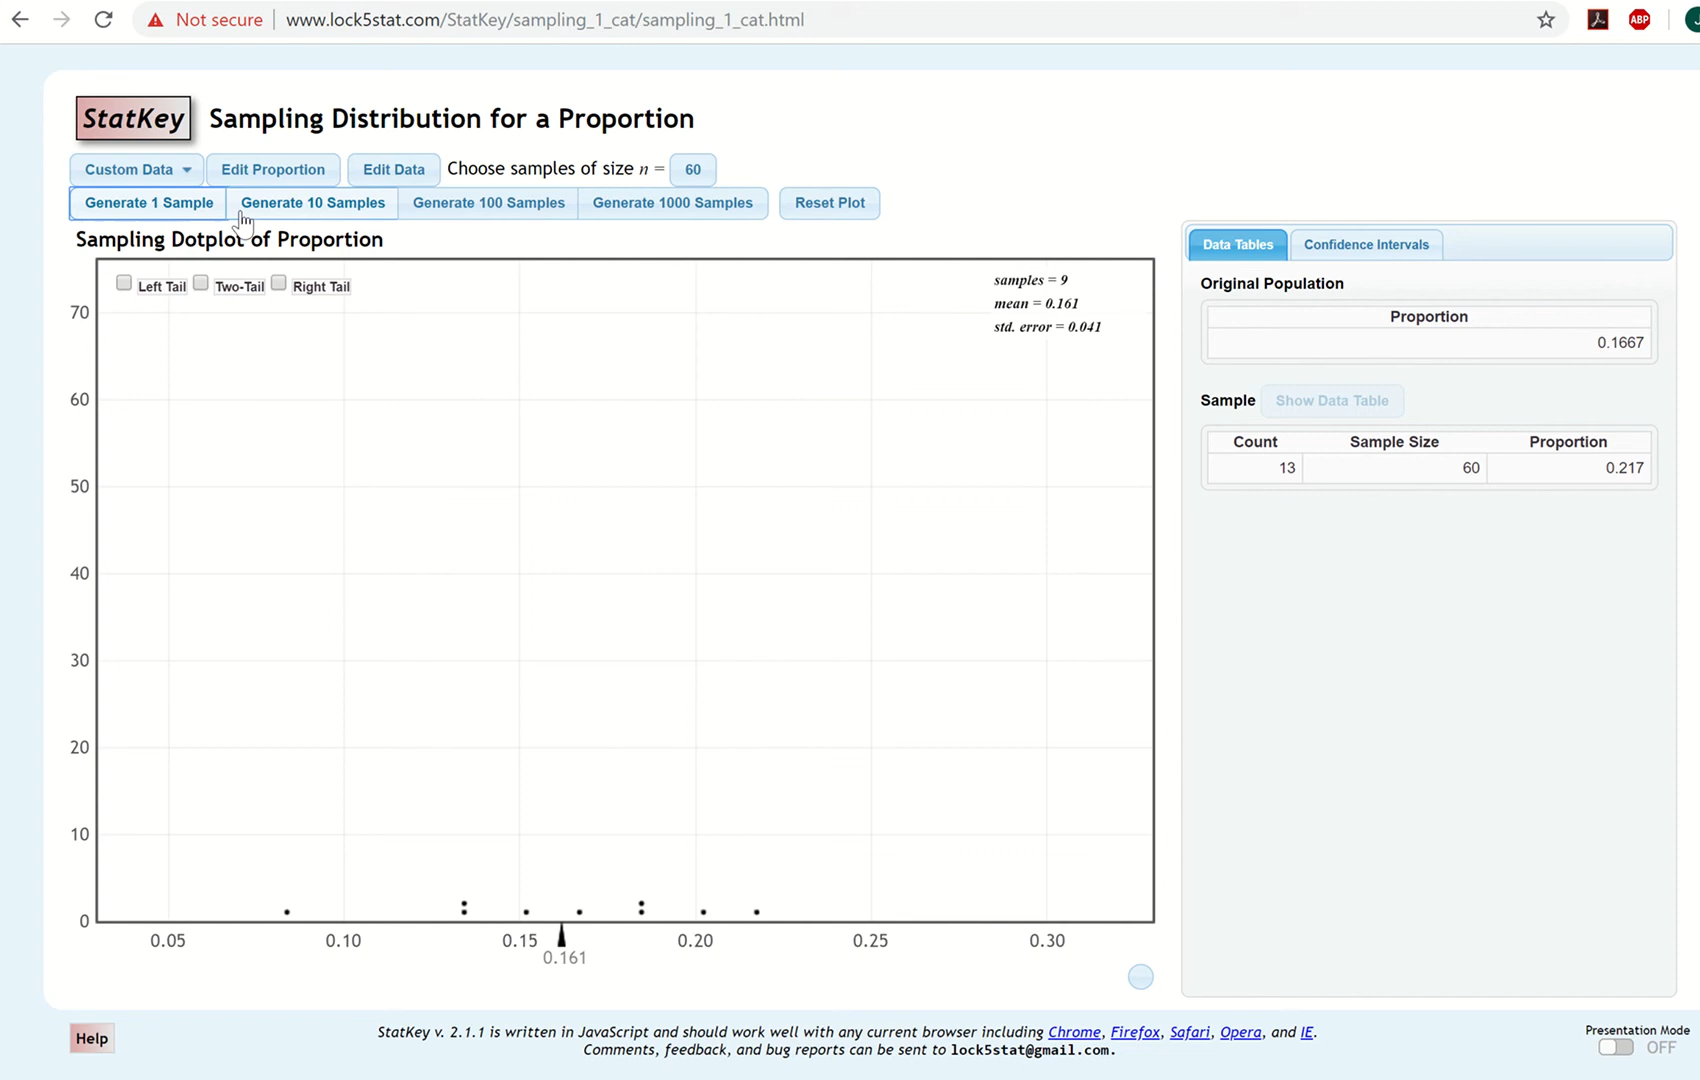 Not secure www.lock5stat.com/StatKey/sampling_1_cat/sampling_1_cat.html ABP
StatKey Sampling Distribution for a Proportion
Custom Data Edit Proportion Edit Data Choose samples of size n = 60
Generate 1 Sample Generate 10 Samples Generate 100 Samples Generate 1000 Samples Reset Plot
Sampling Dotplot of Proportion
Left Tail Two-Tail Right Tail
samples = 9
mean = 0.161
std. error = 0.041
70
60
50
40
30
20
10
0
0.05 0.10 0.15 0.20 0.25 0.30
0.161
Data Tables Confidence Intervals
Original Population
Proportion
0.1667
Sample Show Data Table
Count Sample Size Proportion
13 60 0.217
Help
StatKey v. 2.1.1 is written in JavaScript and should work well with any current browser including Chrome, Firefox, Safari, Opera, and IE.
Comments, feedback, and bug reports can be sent to lock5stat@gmail.com.
Presentation Mode
OFF